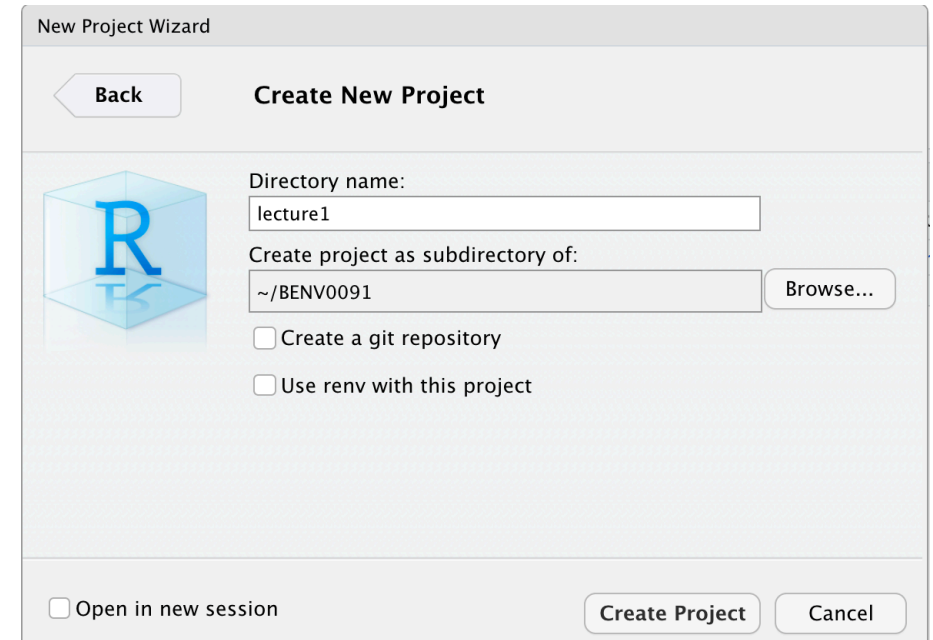 New Project Wizard
Back
Create New Project
R
Directory name:
lecture1
Create project as subdirectory of:
~/BENV0091
Browse...
Create a git repository
Use renv with this project
Open in new session
Create Project
Cancel